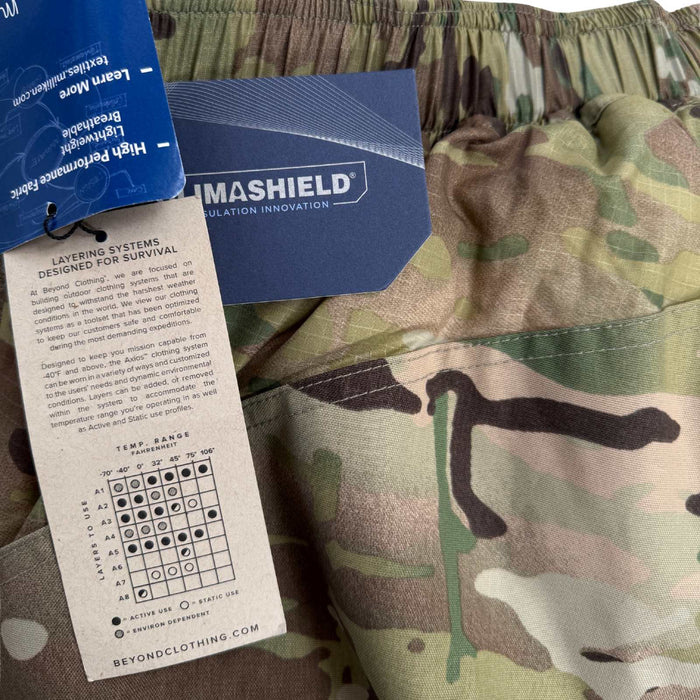 High Performance Fabric
Lightweight
Breathable
Learn More
textiles.milliken.com
IMASHIELD®
SULATION INNOVATION
LAYERING SYSTEMS
DESIGNED FOR SURVIVAL
At Beyond Clothing™, we are focused on
building outdoor clothing systems that are
designed to withstand the harshest weather
conditions in the world. We view our clothing
systems as a toolset that has been optimized
to keep our customers safe and comfortable
during the most demanding expeditions.
Designed to keep you mission capable from
-40°F and above, the Axios™ clothing system
can be worn in a variety of ways and customized
to the users' needs and dynamic environmental
conditions. Layers can be added, or removed
within the system to accommodate the
temperature range you're operating in as well
as Active and Static use profiles.
TEMP. RANGE
FAHRENHEIT
-70° -40° 0° 32° 45° 75° 106°
LAYERS TO USE
A1
A2
A3
A4
A5
A6
A7
A8
= ACTIVE USE = STATIC USE
= ENVIRON DEPENDENT
BEYONDCLOTHING.COM